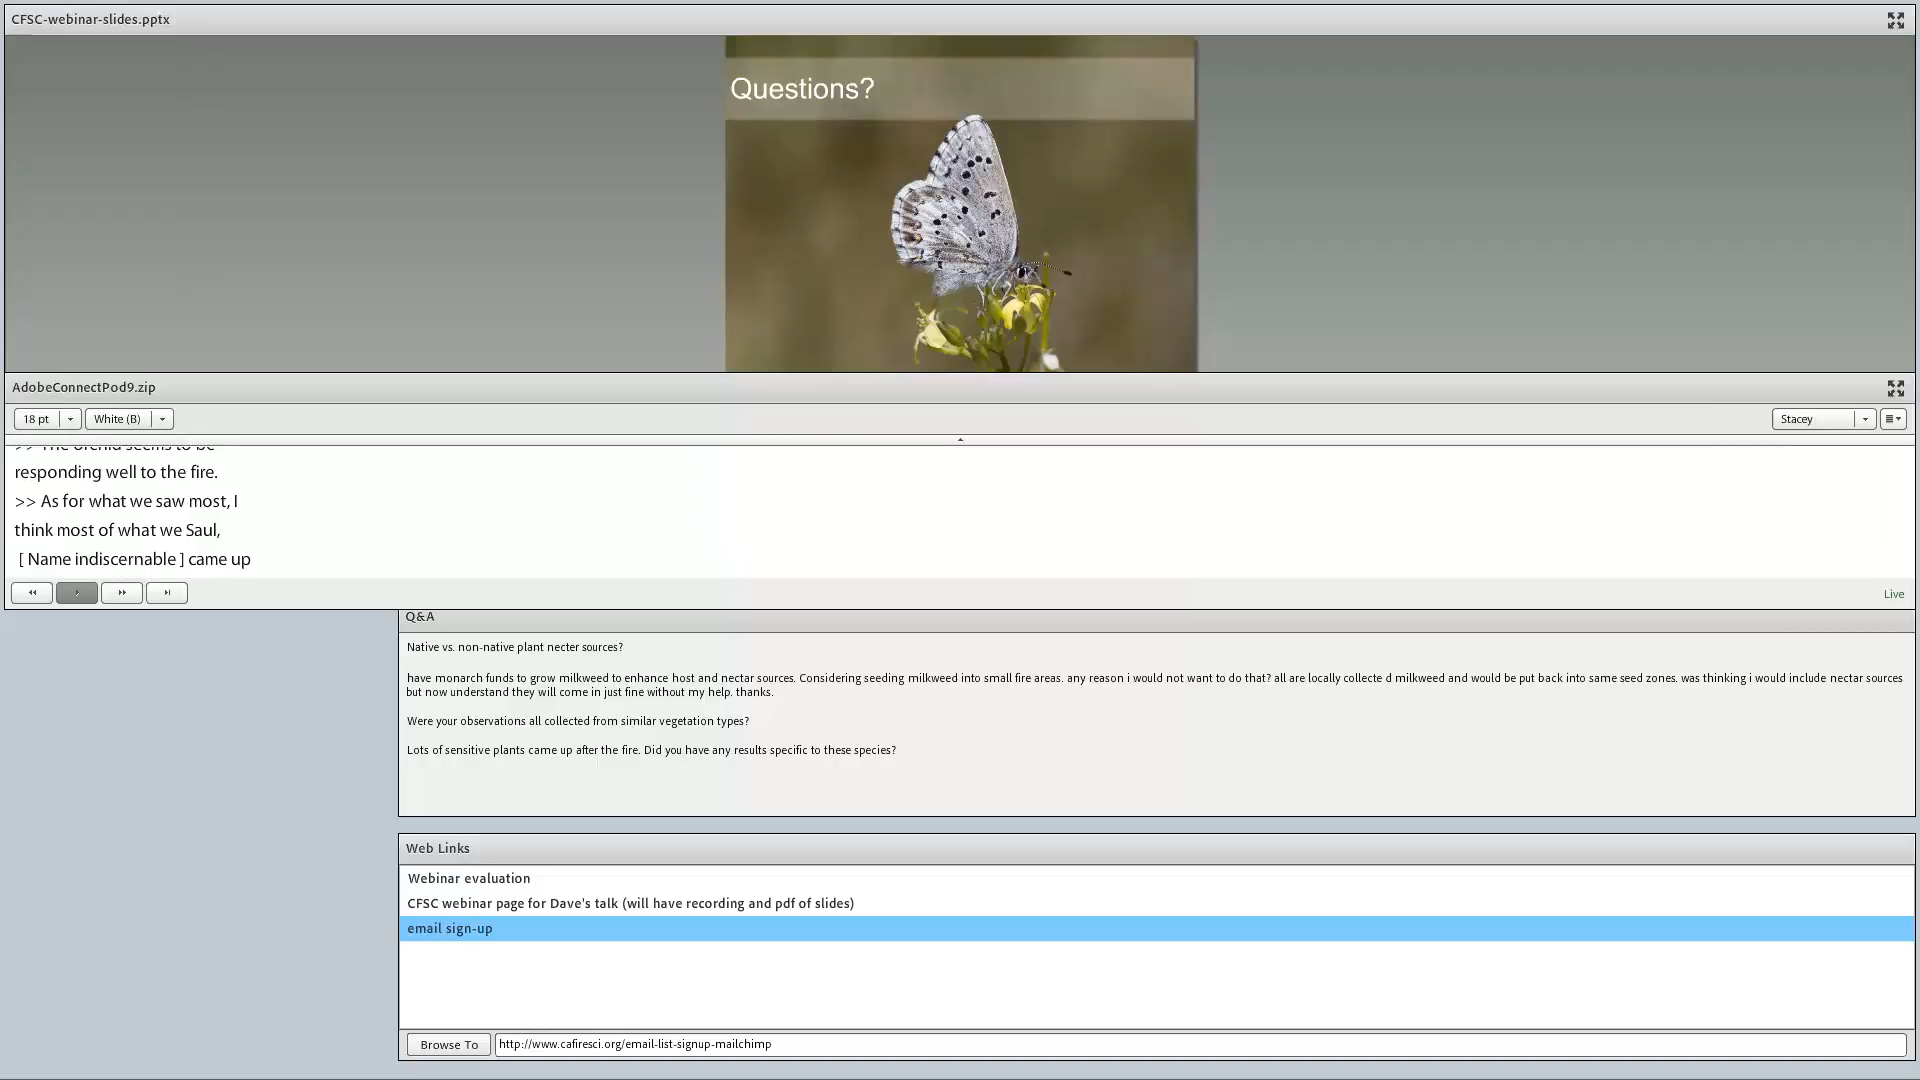 CFSC-webinar-slides.pptx
Questions?
AdobeConnectPod9.zip
18 pt
White (B)
Stacey
>> The orchid seems to be
responding well to the fire.
>> As for what we saw most, I
think most of what we Saul,
[ Name indiscernable ] came up
Live
Q&A
Native vs. non-native plant necter sources?
have monarch funds to grow milkweed to enhance host and nectar sources. Considering seeding milkweed into small fire areas. any reason i would not want to do that? all are locally collecte d milkweed and would be put back into same seed zones. was thinking i would include nectar sources
but now understand they will come in just fine without my help. thanks.
Were your observations all collected from similar vegetation types?
Lots of sensitive plants came up after the fire. Did you have any results specific to these species?
Web Links
Webinar evaluation
CFSC webinar page for Dave's talk (will have recording and pdf of slides)
email sign-up
Browse To
http://www.cafiresci.org/email-list-signup-mailchimp